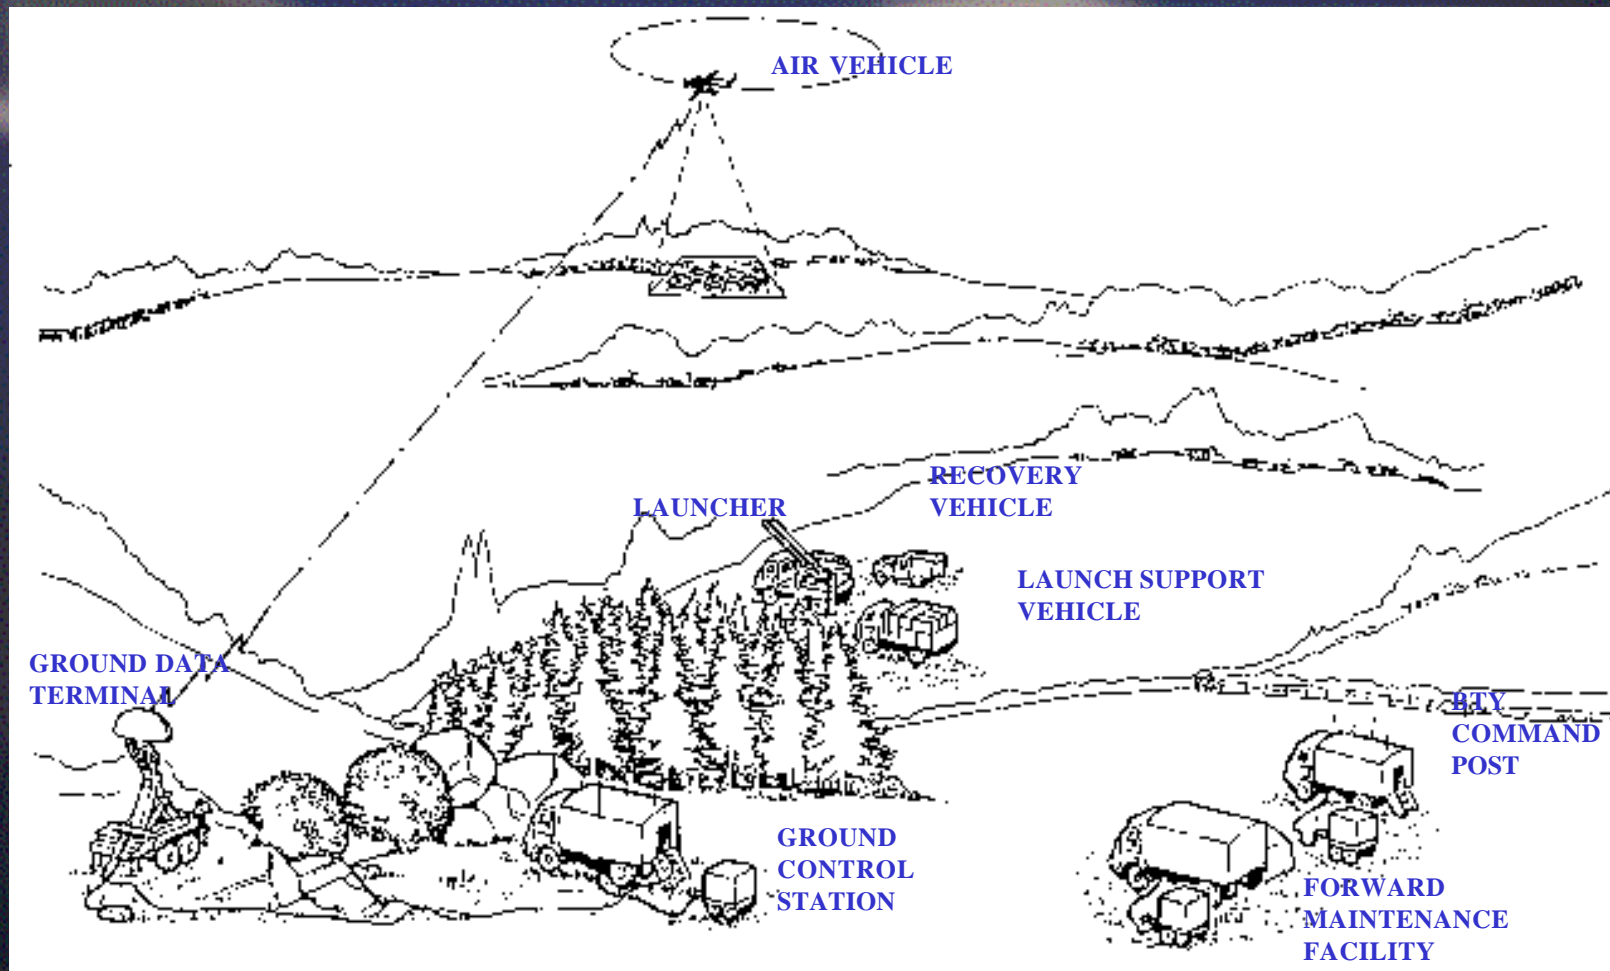 AIR VEHICLE
RECOVERY
VEHICLE
LAUNCHER
LAUNCH SUPPORT
VEHICLE
GROUND DATA
TERMINAL
BTY
COMMAND
POST
GROUND
CONTROL
STATION
FORWARD
MAINTENANCE
FACILITY